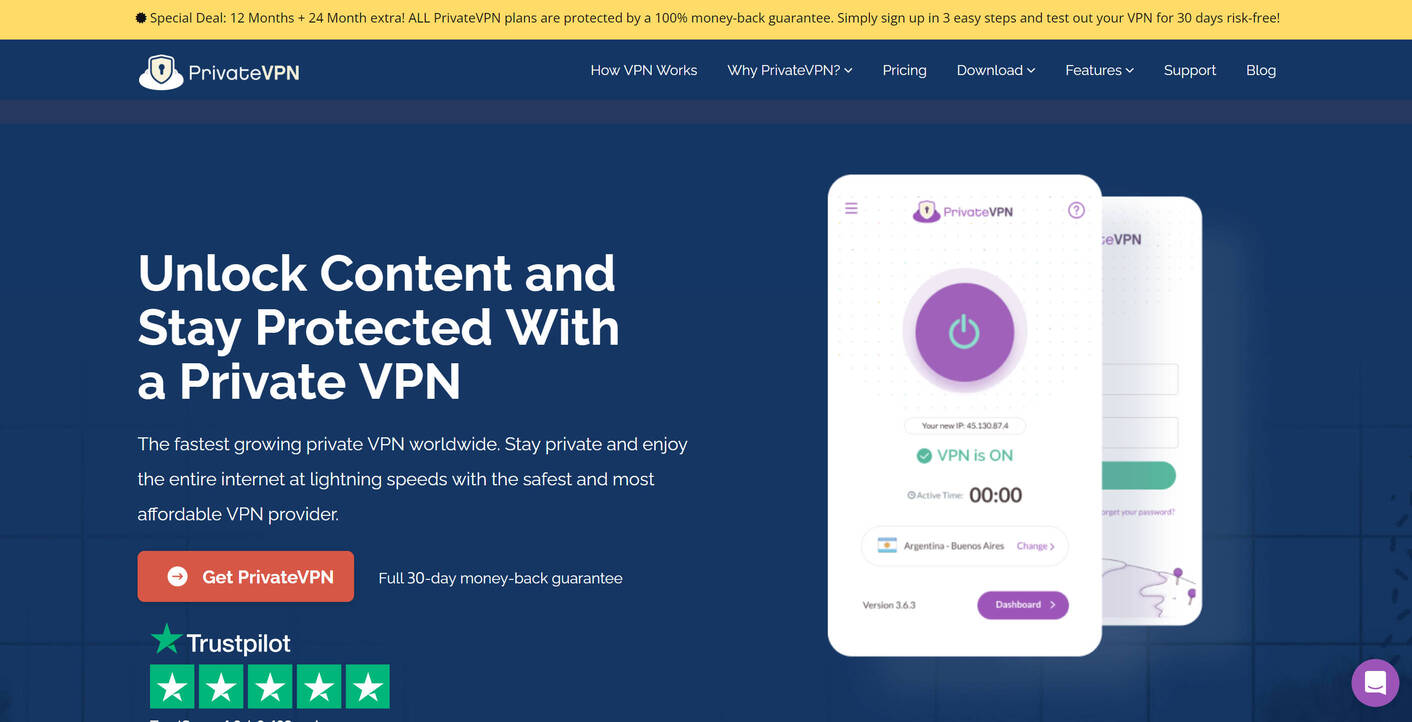 Special Deal: 12 Months + 24 Month extra! ALL PrivateVPN plans are protected by a 100% money-back guarantee. Simply sign up in 3 easy steps and test out your VPN for 30 days risk-free!
PrivateVPN
How VPN Works
Why PrivateVPN?
Pricing
Download
Features
Support
Blog
Unlock Content and
Stay Protected With
a Private VPN
The fastest growing private VPN worldwide. Stay private and enjoy
the entire internet at lightning speeds with the safest and most
affordable VPN provider.
Get PrivateVPN
Full 30-day money-back guarantee
Trustpilot
PrivateVPN
?
Your new IP: 45.130.87.4
VPN is ON
Active Time: 00:00
Argentina - Buenos Aires Change
Version 3.6.3
Dashboard
teVPN
orget your password?